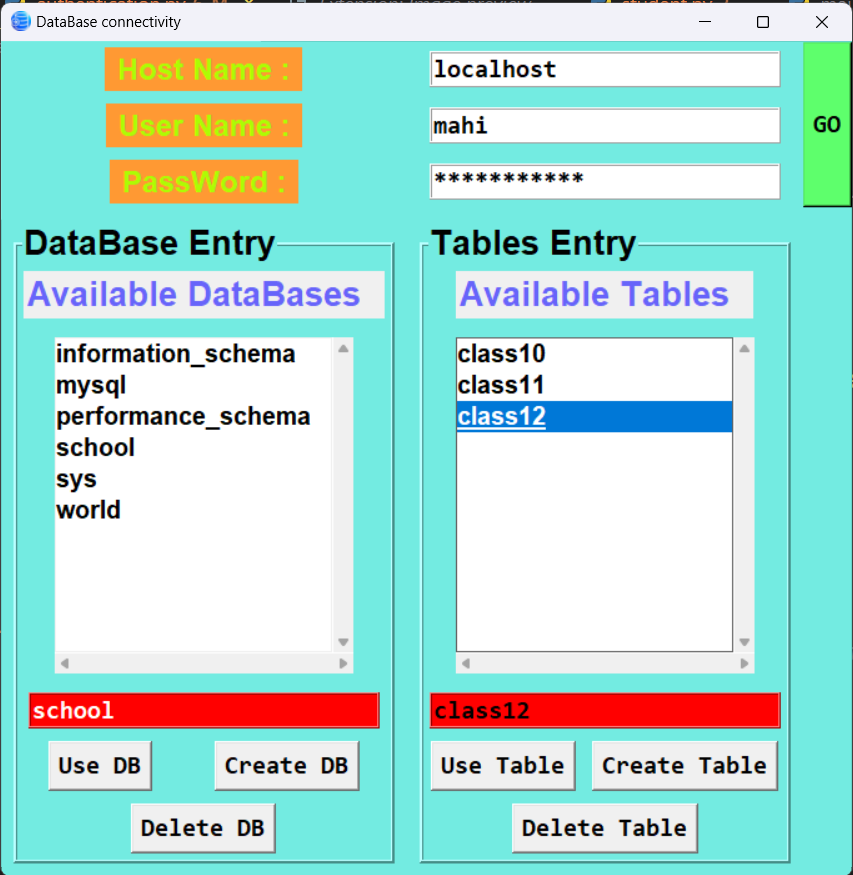 DataBase connectivity
Host Name :
localhost
User Name :
mahi
PassWord :
***********
GO
DataBase Entry
Available DataBases
information_schema
mysql
performance_schema
school
sys
world
school
Use DB
Create DB
Delete DB
Tables Entry
Available Tables
class10
class11
class12
class12
Use Table
Create Table
Delete Table